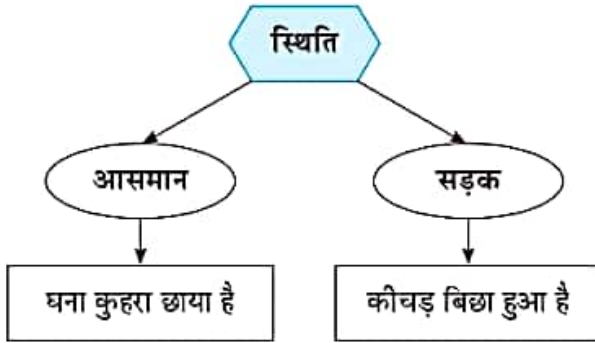 स्थिति
आसमान
सड़क
घना कुहरा छाया है
कीचड़ बिछा हुआ है